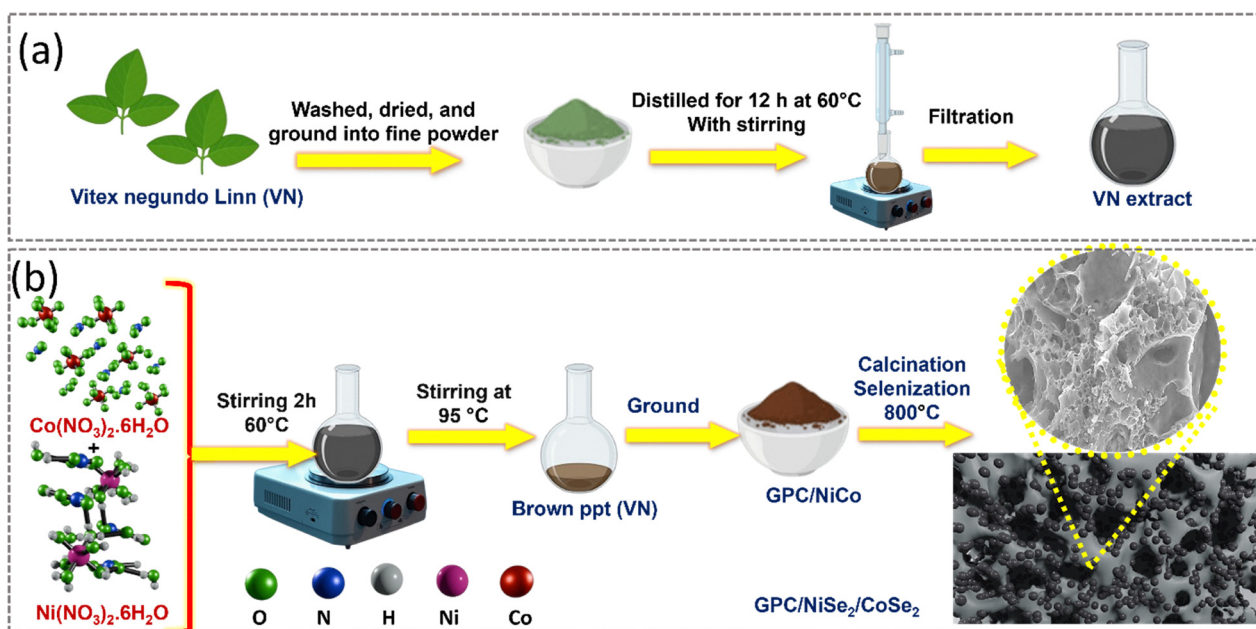 (a)
Vitex negundo Linn (VN)
Washed, dried, and
ground into fine powder
Distilled for 12 h at 60°C
With stirring
Filtration
VN extract
(b)
Co(NO₃)₂.6H₂O
+
Ni(NO₃)₂.6H₂O
Stirring 2h
60°C
Stirring at
95 °C
Brown ppt (VN)
Ground
GPC/NiCo
Calcination
Selenization
800°C
GPC/NiSe₂/CoSe₂
O
N
H
Ni
Co